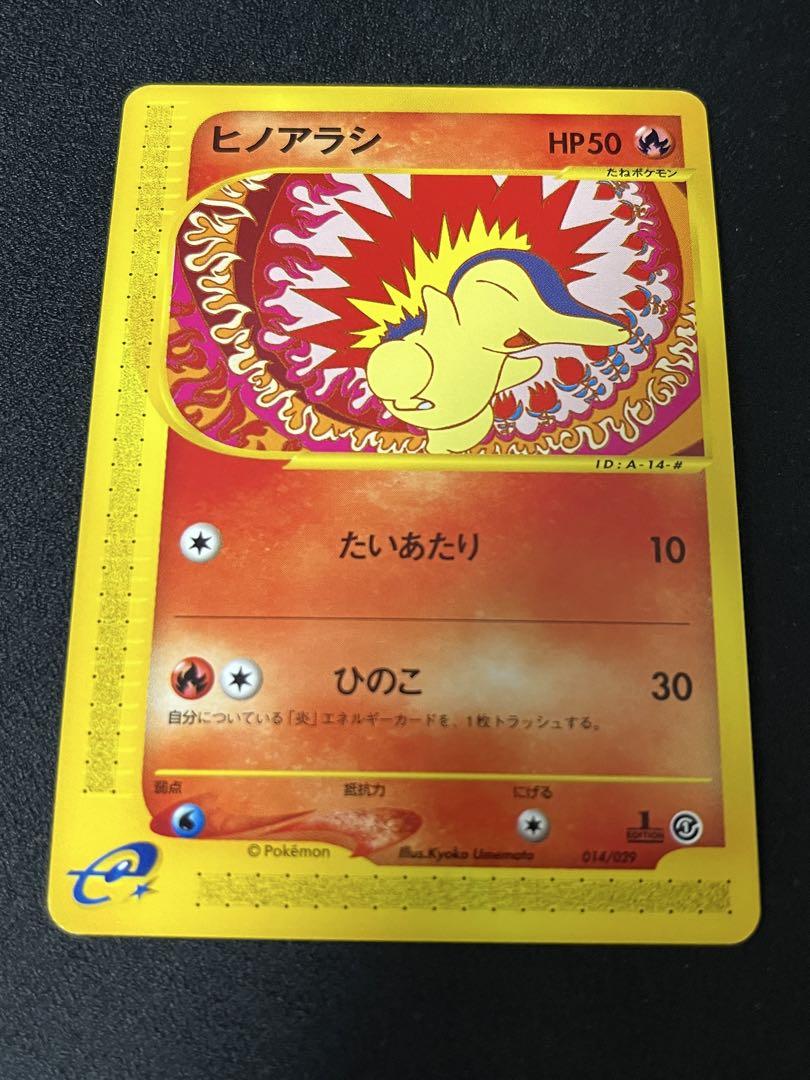 ヒノアラシ HP50
たねポケモン
ID:A-14-#
たいあたり 10
ひのこ 30
自分についている「炎」エネルギーカードを、1枚トラッシュする。
弱点 抵抗力 にげる
1 EDITION
© Pokémon Illus.Kyoko Umemoto 014/029